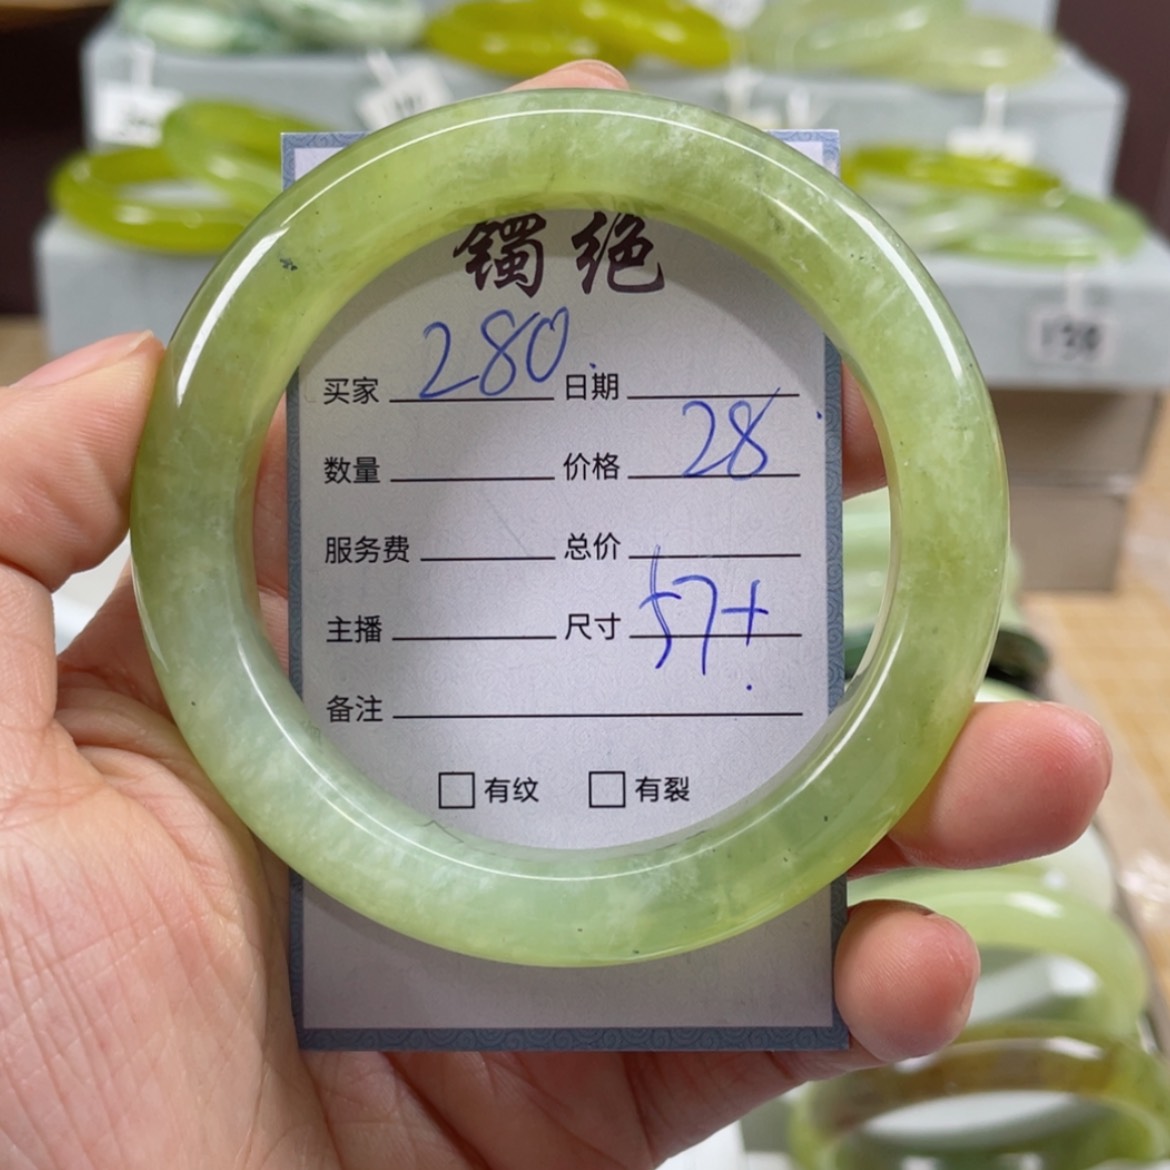 镯绝
买家 280. 日期
数量 价格 28
服务费 总价
主播 尺寸 57+
备注
□有纹 □有裂